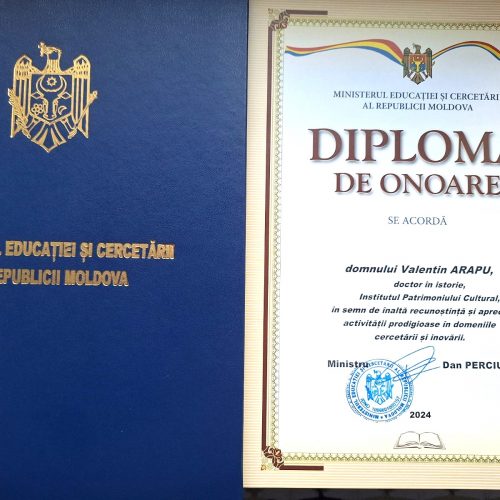 EDUCAȚIEI ȘI CERCETĂRII
REPUBLICII MOLDOVA
MINISTERUL EDUCAȚIEI ȘI CERCETĂRII
AL REPUBLICII MOLDOVA
DIPLOMA
DE ONOARE
SE ACORDĂ
domnului Valentin ARAPU,
doctor în istorie,
Institutul Patrimoniului Cultural,
în semn de înaltă recunoștință și
activității prodigioase în domeniile
cercetării și inovării.
Ministru Dan
2024